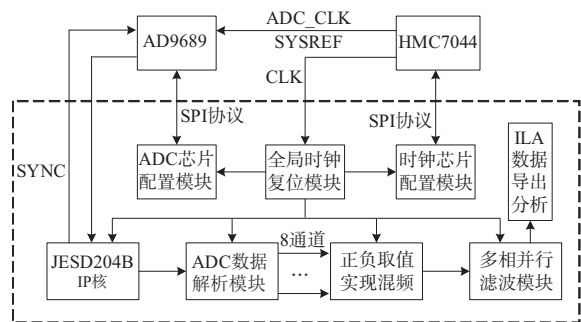 ADC_CLK
AD9689
SYSREF
HMC7044
CLK
SPI协议
SPI协议
SYNC
ADC芯片
配置模块
全局时钟
复位模块
时钟芯片
配置模块
ILA
数据
导出
分析
8通道
JESD204B
IP核
ADC数据
解析模块
...
正负取值
实现混频
多相并行
滤波模块